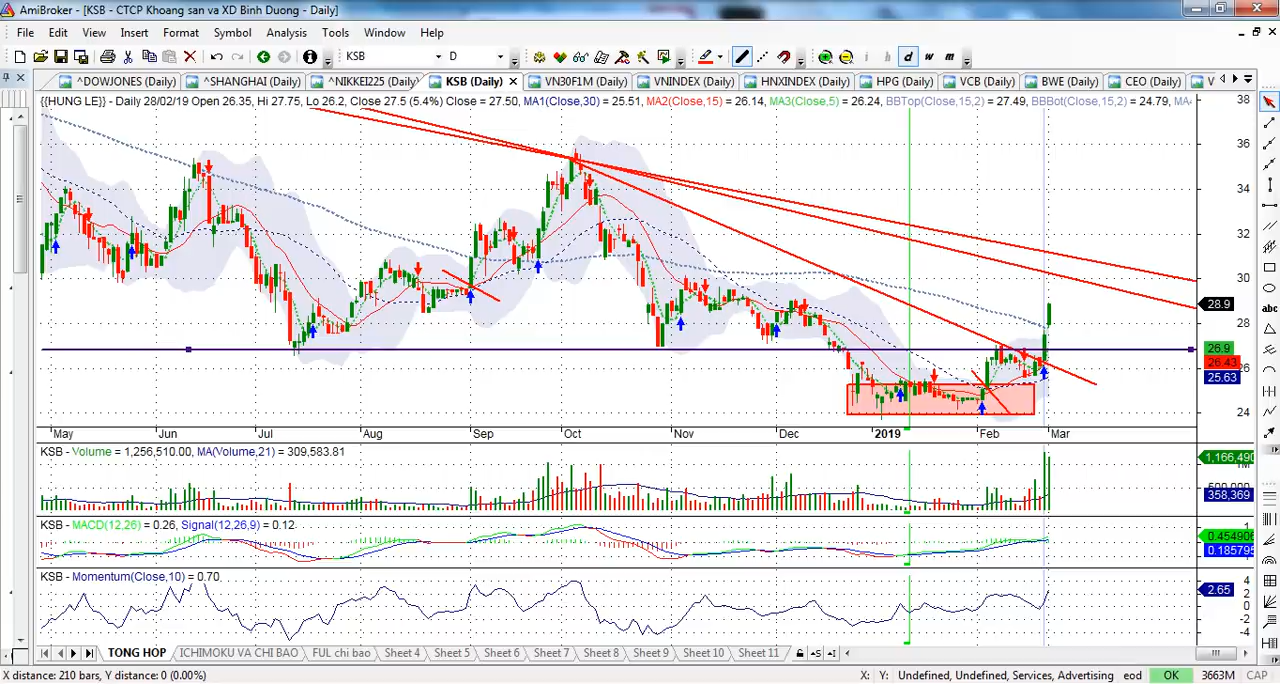 AmiBroker - [KSB - CTCP Khoang san va XD Binh Duong - Daily]
File Edit View Insert Format Symbol Analysis Tools Window Help
KSB D i h d w m
^DOWJONES (Daily) ^SHANGHAI (Daily) ^NIKKEI225 (Daily) KSB (Daily) VN30F1M (Daily) VNINDEX (Daily) HNXINDEX (Daily) HPG (Daily) VCB (Daily) BWE (Daily) CEO (Daily) V
{{HUNG LE}} - Daily 28/02/19 Open 26.35, Hi 27.75, Lo 26.2, Close 27.5 (5.4%) Close = 27.50, MA1(Close,30) = 25.51, MA2(Close,15) = 26.14, MA3(Close,5) = 26.24, BBTop(Close,15,2) = 27.49, BBBot(Close,15,2) = 24.79, MA
38
36
34
32
30
28.9
28
26.9
26.43
26
25.63
24
abc
May Jun Jul Aug Sep Oct Nov Dec 2019 Feb Mar
KSB - Volume = 1,256,510.00, MA(Volume,21) = 309,583.81
1,166,490
1M
600,000
358,369
KSB - MACD(12,26) = 0.26, Signal(12,26,9) = 0.12
1
0.454906
0.185795
KSB - Momentum(Close,10) = 0.70
4
2.65
2
0
-2
-4
TONG HOP ICHIMOKU VA CHI BAO FUL chi bao Sheet 4 Sheet 5 Sheet 6 Sheet 7 Sheet 8 Sheet 9 Sheet 10 Sheet 11
X distance: 210 bars, Y distance: 0 (0.00%) X: Y: Undefined, Undefined, Services, Advertising eod OK 3663M CAP